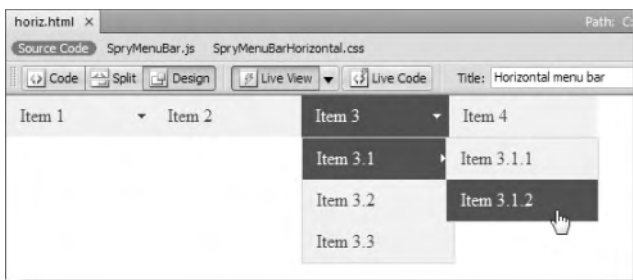 horiz.html × Path: C:
Source Code SpryMenuBar.js SpryMenuBarHorizontal.css
Code Split Design Live View Live Code Title: Horizontal menu bar
Item 1 Item 2 Item 3 Item 4
Item 3.1 Item 3.1.1
Item 3.2 Item 3.1.2
Item 3.3